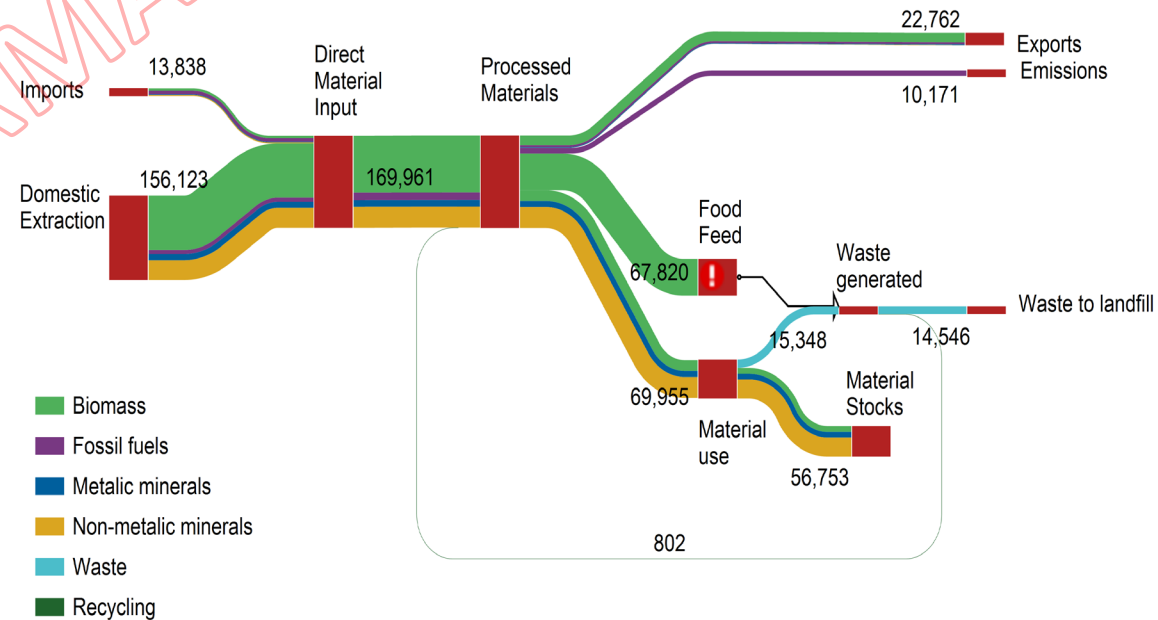 22,762
Exports
Emissions
10,171
13,838
Imports
Direct
Material
Input
Processed
Materials
156,123
169,961
Domestic
Extraction
Food
Feed
67,820
Waste
generated
Waste to landfill
15,348
14,546
69,955
Material
use
Material
Stocks
56,753
802
Biomass
Fossil fuels
Metalic minerals
Non-metalic minerals
Waste
Recycling